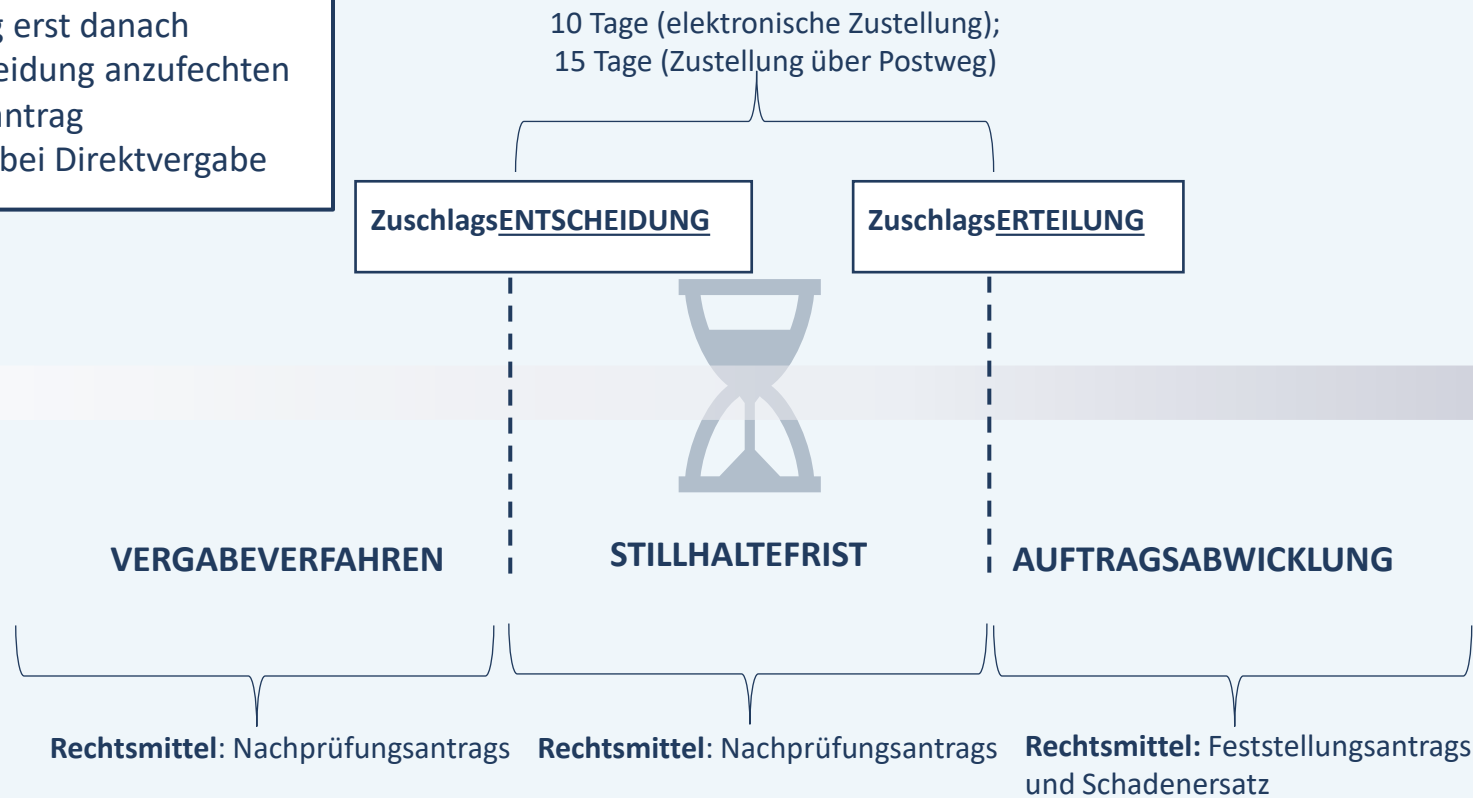 g erst danach
eidung anzufechten
antrag
bei Direktvergabe
10 Tage (elektronische Zustellung);
15 Tage (Zustellung über Postweg)
ZuschlagsENTSCHEIDUNG
ZuschlagsERTEILUNG
VERGABEVERFAHREN
STILLHALTEFRIST
AUFTRAGSABWICKLUNG
Rechtsmittel: Nachprüfungsantrags
Rechtsmittel: Nachprüfungsantrags
Rechtsmittel: Feststellungsantrags
und Schadenersatz